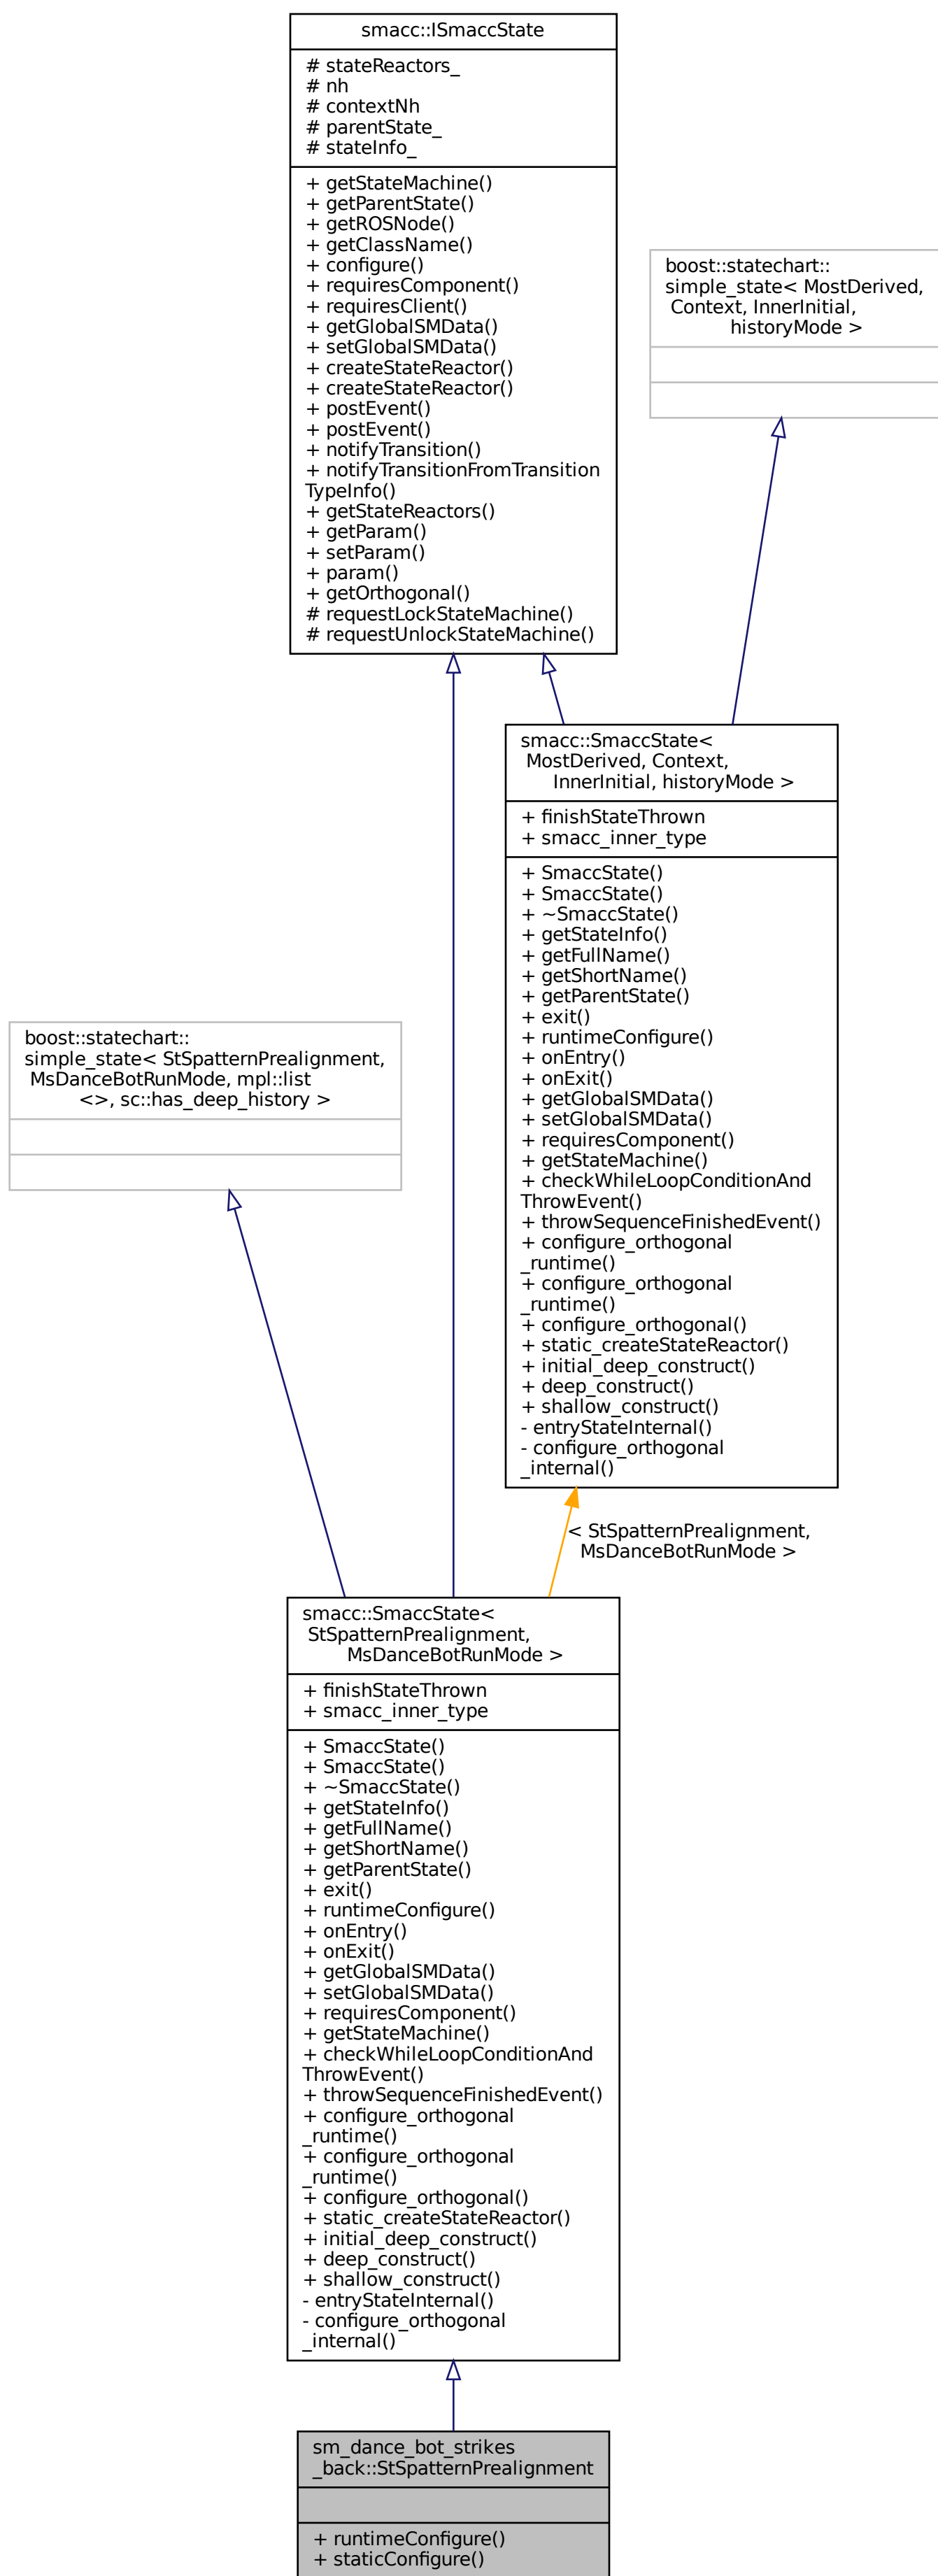 smacc::ISmaccState
# stateReactors_
# nh
# contextNh
# parentState_
# stateInfo_
+ getStateMachine()
+ getParentState()
+ getROSNode()
+ getClassName()
+ configure()
+ requiresComponent()
+ requiresClient()
+ getGlobalSMData()
+ setGlobalSMData()
+ createStateReactor()
+ createStateReactor()
+ postEvent()
+ postEvent()
+ notifyTransition()
+ notifyTransitionFromTransition
TypeInfo()
+ getStateReactors()
+ getParam()
+ setParam()
+ param()
+ getOrthogonal()
# requestLockStateMachine()
# requestUnlockStateMachine()
boost::statechart::
simple_state< MostDerived,
Context, InnerInitial,
historyMode >
smacc::SmaccState<
MostDerived, Context,
InnerInitial, historyMode >
+ finishStateThrown
+ smacc_inner_type
+ SmaccState()
+ SmaccState()
+ ~SmaccState()
+ getStateInfo()
+ getFullName()
+ getShortName()
+ getParentState()
+ exit()
+ runtimeConfigure()
+ onEntry()
+ onExit()
+ getGlobalSMData()
+ setGlobalSMData()
+ requiresComponent()
+ getStateMachine()
+ checkWhileLoopConditionAnd
ThrowEvent()
+ throwSequenceFinishedEvent()
+ configure_orthogonal
_runtime()
+ configure_orthogonal
_runtime()
+ configure_orthogonal()
+ static_createStateReactor()
+ initial_deep_construct()
+ deep_construct()
+ shallow_construct()
- entryStateInternal()
- configure_orthogonal
_internal()
boost::statechart::
simple_state< StSpatternPrealignment,
MsDanceBotRunMode, mpl::list
<>, sc::has_deep_history >
< StSpatternPrealignment,
MsDanceBotRunMode >
smacc::SmaccState<
StSpatternPrealignment,
MsDanceBotRunMode >
+ finishStateThrown
+ smacc_inner_type
+ SmaccState()
+ SmaccState()
+ ~SmaccState()
+ getStateInfo()
+ getFullName()
+ getShortName()
+ getParentState()
+ exit()
+ runtimeConfigure()
+ onEntry()
+ onExit()
+ getGlobalSMData()
+ setGlobalSMData()
+ requiresComponent()
+ getStateMachine()
+ checkWhileLoopConditionAnd
ThrowEvent()
+ throwSequenceFinishedEvent()
+ configure_orthogonal
_runtime()
+ configure_orthogonal
_runtime()
+ configure_orthogonal()
+ static_createStateReactor()
+ initial_deep_construct()
+ deep_construct()
+ shallow_construct()
- entryStateInternal()
- configure_orthogonal
_internal()
sm_dance_bot_strikes
_back::StSpatternPrealignment
+ runtimeConfigure()
+ staticConfigure()